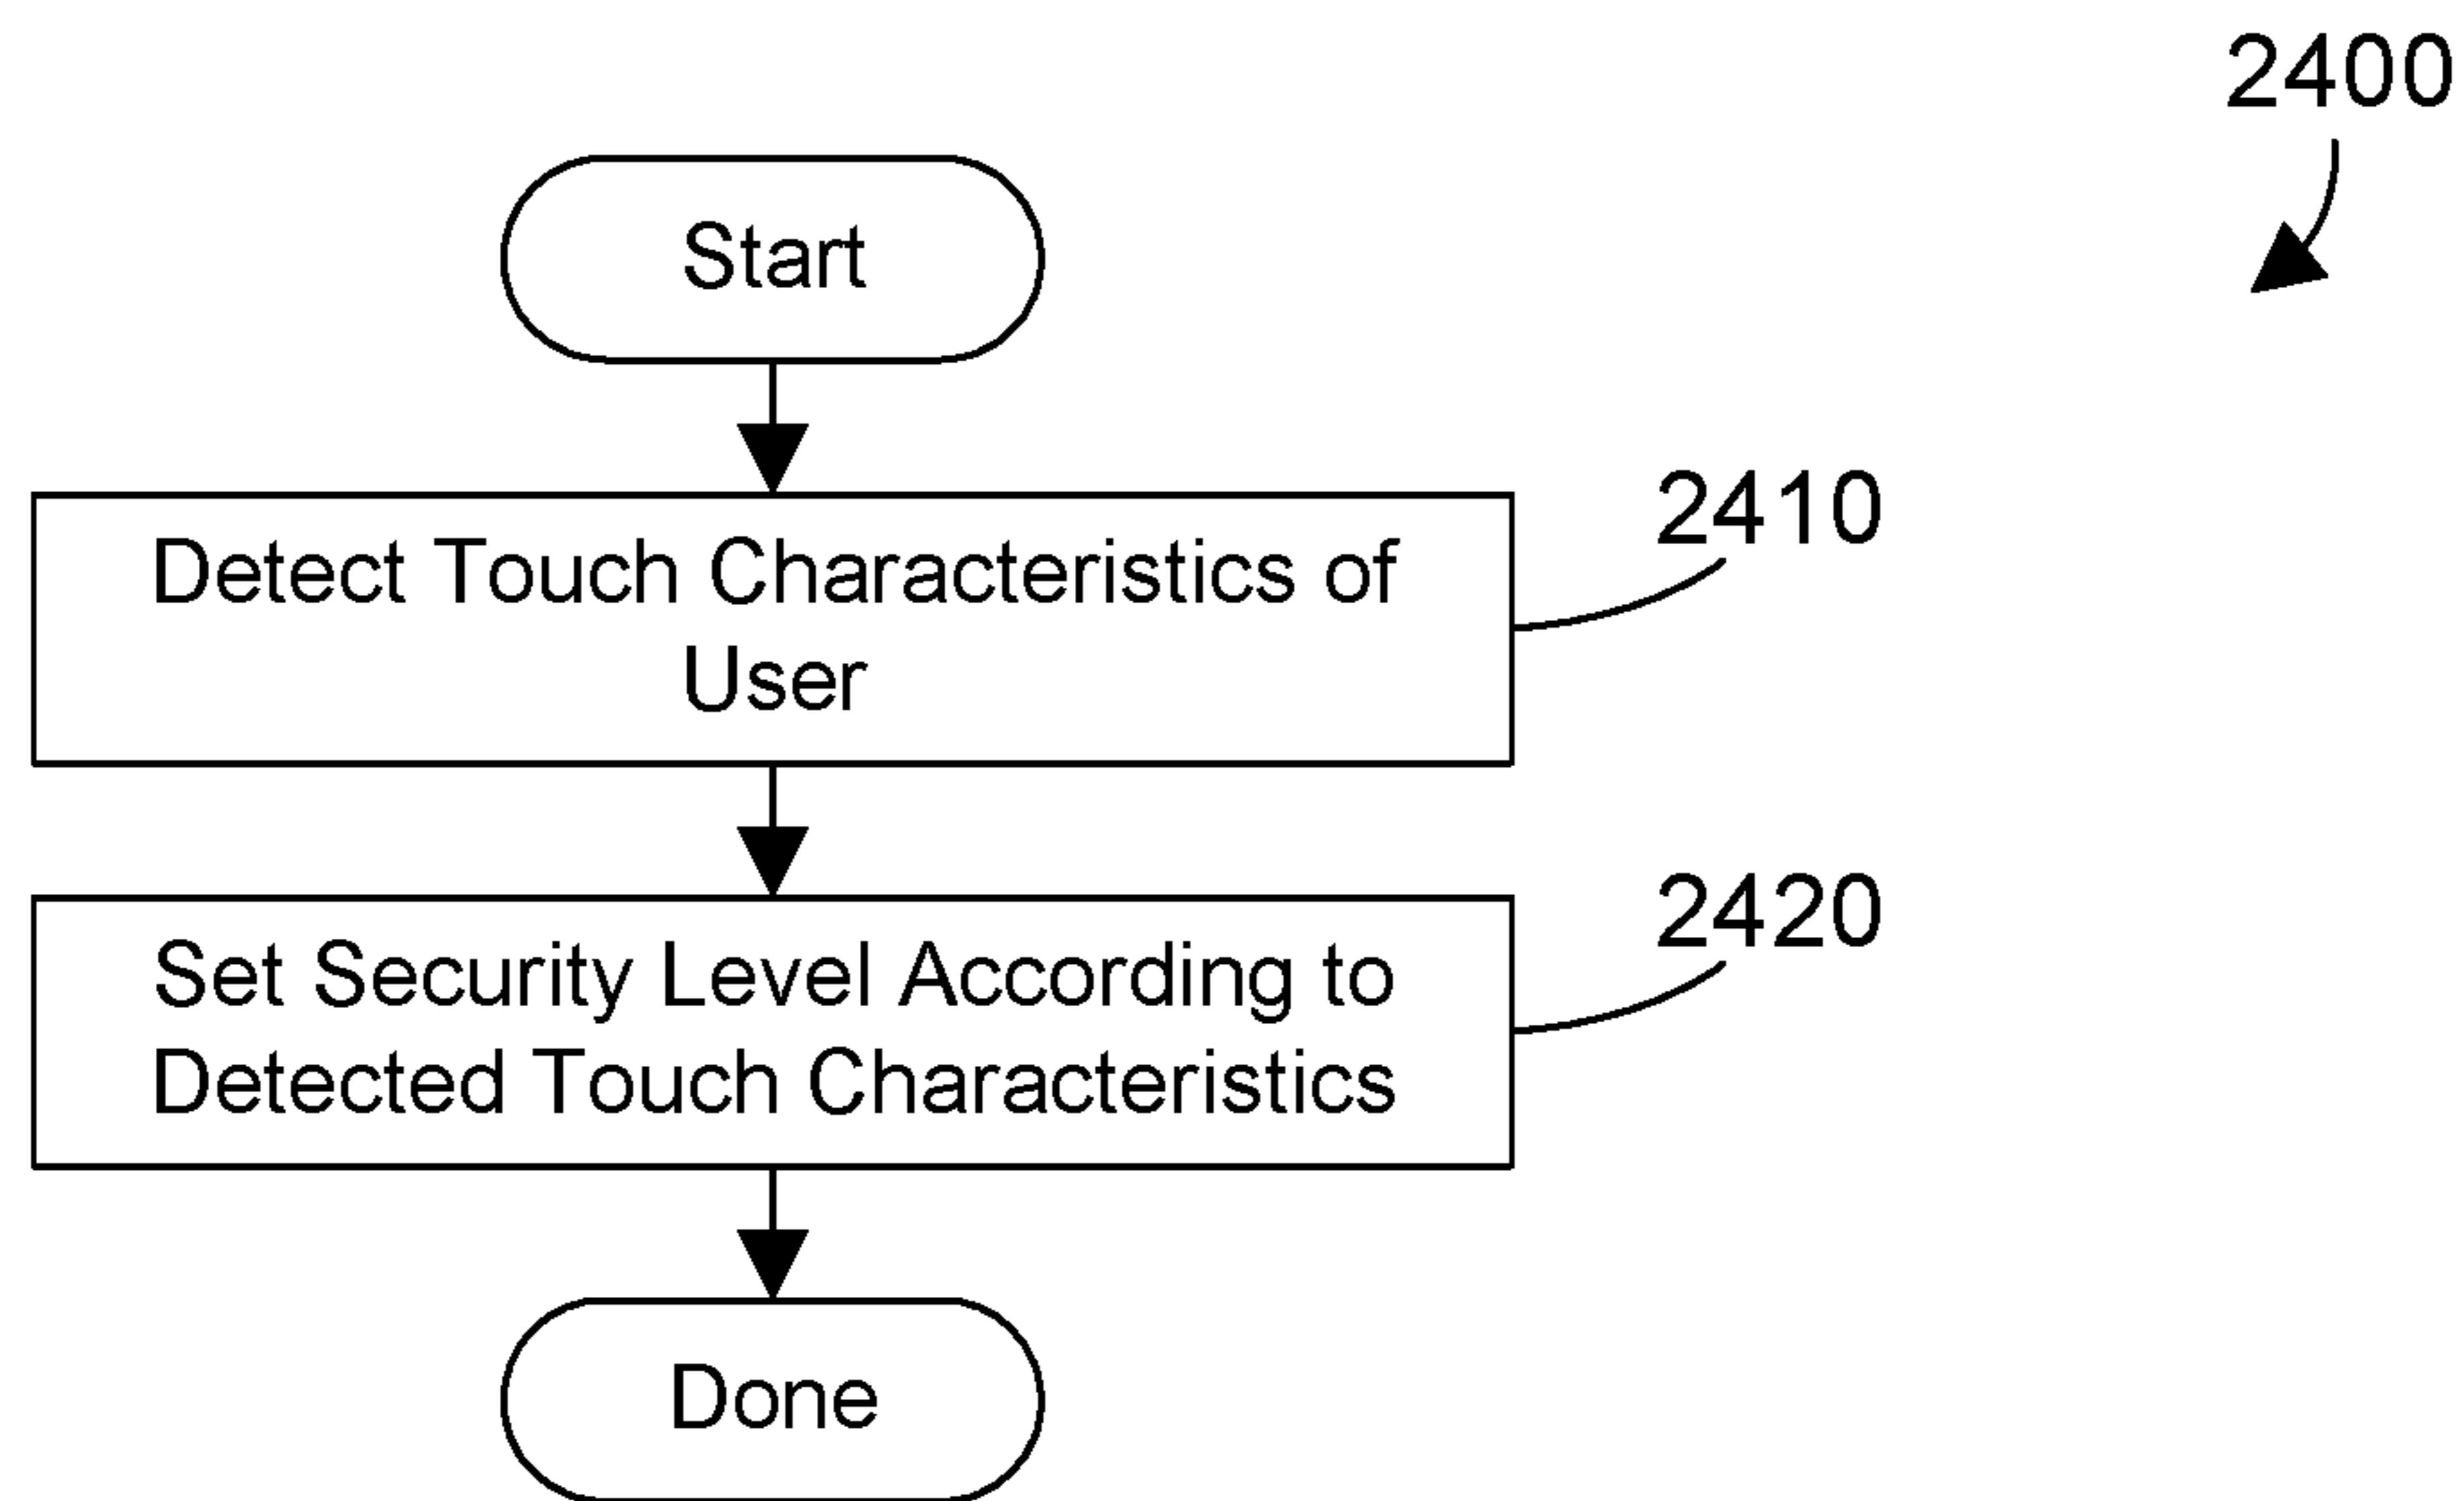 2400
Start
Detect Touch Characteristics of
User
2410
Set Security Level According to
Detected Touch Characteristics
2420
Done